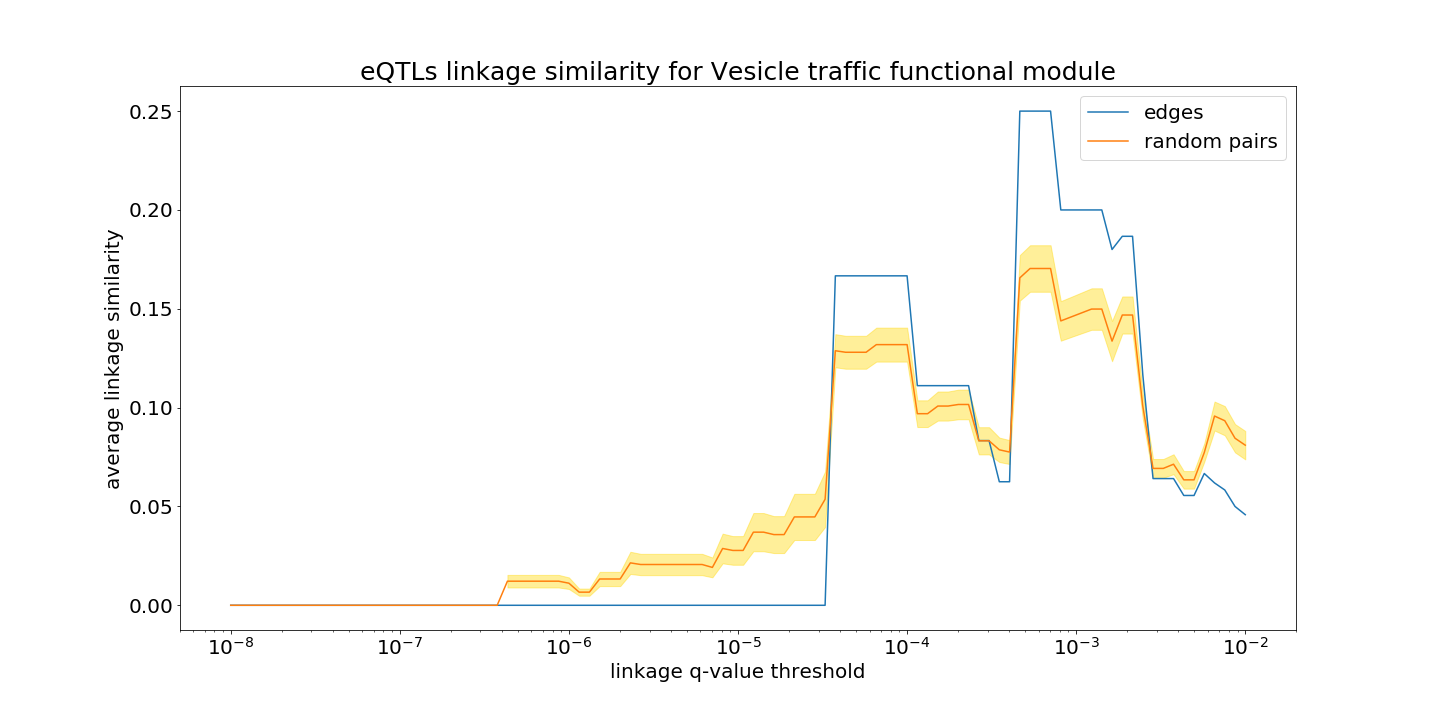 eQTLs linkage similarity for Vesicle traffic functional module
edges
random pairs
average linkage similarity
0.25
0.20
0.15
0.10
0.05
0.00
10⁻⁸ 10⁻⁷ 10⁻⁶ 10⁻⁵ 10⁻⁴ 10⁻³ 10⁻²
linkage q-value threshold